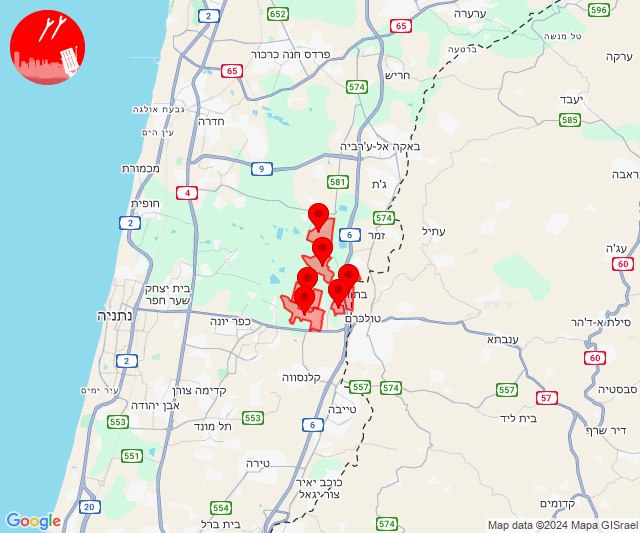 596
652
ערערה
2
65
טל מנשה
ברטעה
פרדס חנה כרכור
ערקה
65
חריש
574
גבעת אולגה
יעבד
חדרה
585
עין הים
באקה אל-ע'רביה
מכמורת
9
ראבה
581
ג'ת
4
חופית
574
2
עתיל
זמר
6
עג'ה
60
בית יצחק
שער חפר
נתניה
סילת א-ד'הר
טולכרם
כפר יונה
ענבתא
2
60
קלנסווה
557
574
557
סבסטיה
עיר ימים
קדימה צורן
57
אבן יהודה
טייבה
553
553
בית ליד
תל מונד
6
דיר שרף
551
טירה
כוכב יאיר
צור יגאל
20
554
קדומים
574
בית ברל
Google
Map data ©2024 Mapa GISrael